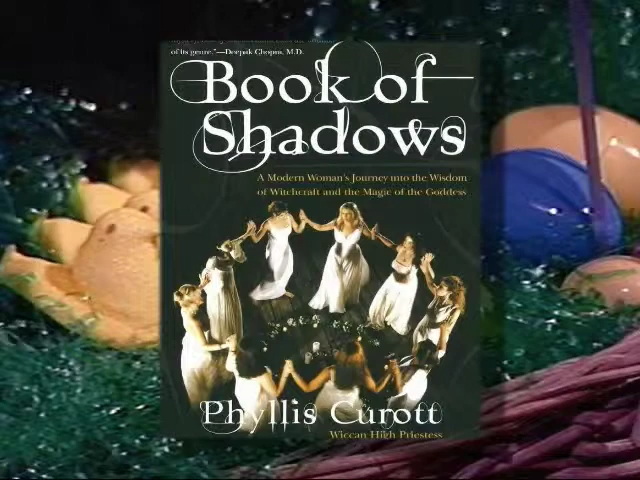 of its genre."—Deepak Chopra, M.D.
Book of
Shadows
A Modern Woman's Journey into the Wisdom
of Witchcraft and the Magic of the Goddess
Phyllis Curott
Wiccan High Priestess